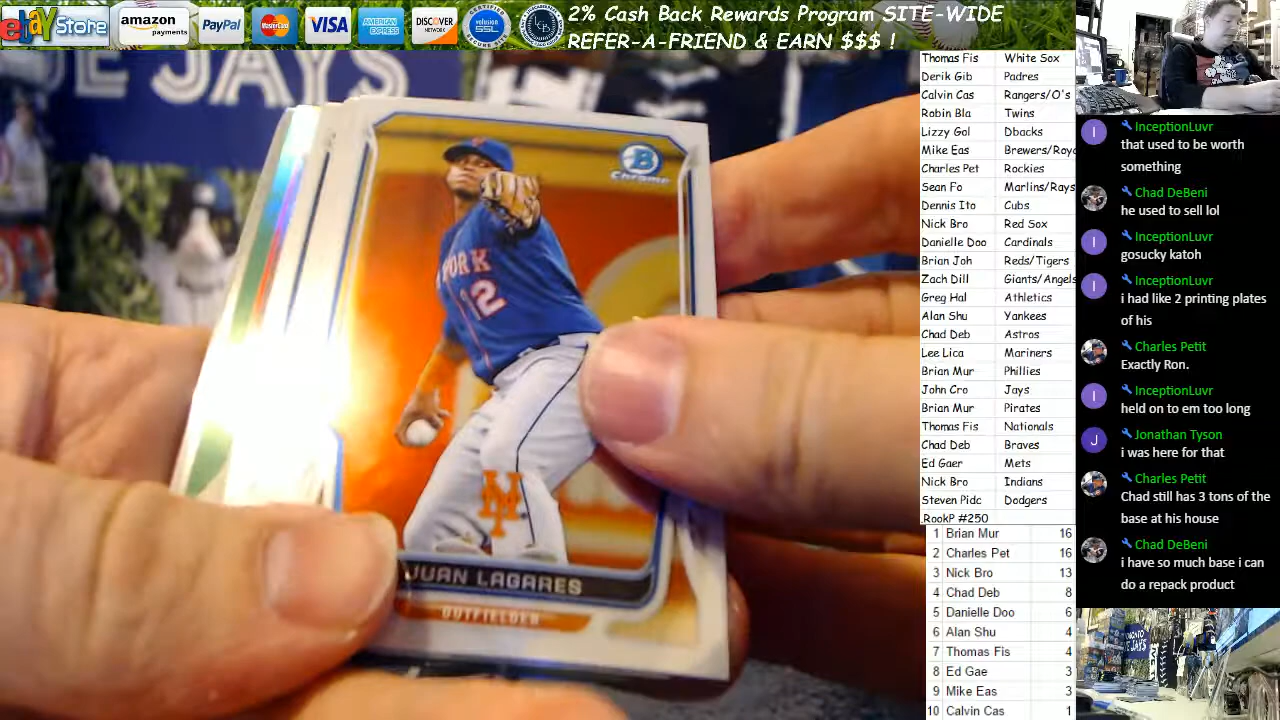 ebay Store
amazon payments
PayPal
MasterCard
VISA
AMERICAN EXPRESS
DISCOVER NETWORK
volusion SSL
2% Cash Back Rewards Program SITE-WIDE
REFER-A-FRIEND & EARN $$$ !
E JAYS
B
Chrome
YORK
12
NY
JUAN LAGARES
OUTFIELDER
Thomas Fis White Sox
Derik Gib Padres
Calvin Cas Rangers/O's
Robin Bla Twins
Lizzy Gol Dbacks
Mike Eas Brewers/Roya
Charles Pet Rockies
Sean Fo Marlins/Rays
Dennis Ito Cubs
Nick Bro Red Sox
Danielle Doo Cardinals
Brian Joh Reds/Tigers
Zach Dill Giants/Angels
Greg Hal Athletics
Alan Shu Yankees
Chad Deb Astros
Lee Lica Mariners
Brian Mur Phillies
John Cro Jays
Brian Mur Pirates
Thomas Fis Nationals
Chad Deb Braves
Ed Gaer Mets
Nick Bro Indians
Steven Pidc Dodgers
RookP #250
1 Brian Mur 16
2 Charles Pet 16
3 Nick Bro 13
4 Chad Deb 8
5 Danielle Doo 6
6 Alan Shu 4
7 Thomas Fis 4
8 Ed Gae 3
9 Mike Eas 3
10 Calvin Cas 1
I InceptionLuvr
that used to be worth
something
Chad DeBeni
he used to sell lol
I InceptionLuvr
gosucky katoh
I InceptionLuvr
i had like 2 printing plates
of his
Charles Petit
Exactly Ron.
I InceptionLuvr
held on to em too long
J Jonathan Tyson
i was here for that
Charles Petit
Chad still has 3 tons of the
base at his house
Chad DeBeni
i have so much base i can
do a repack product